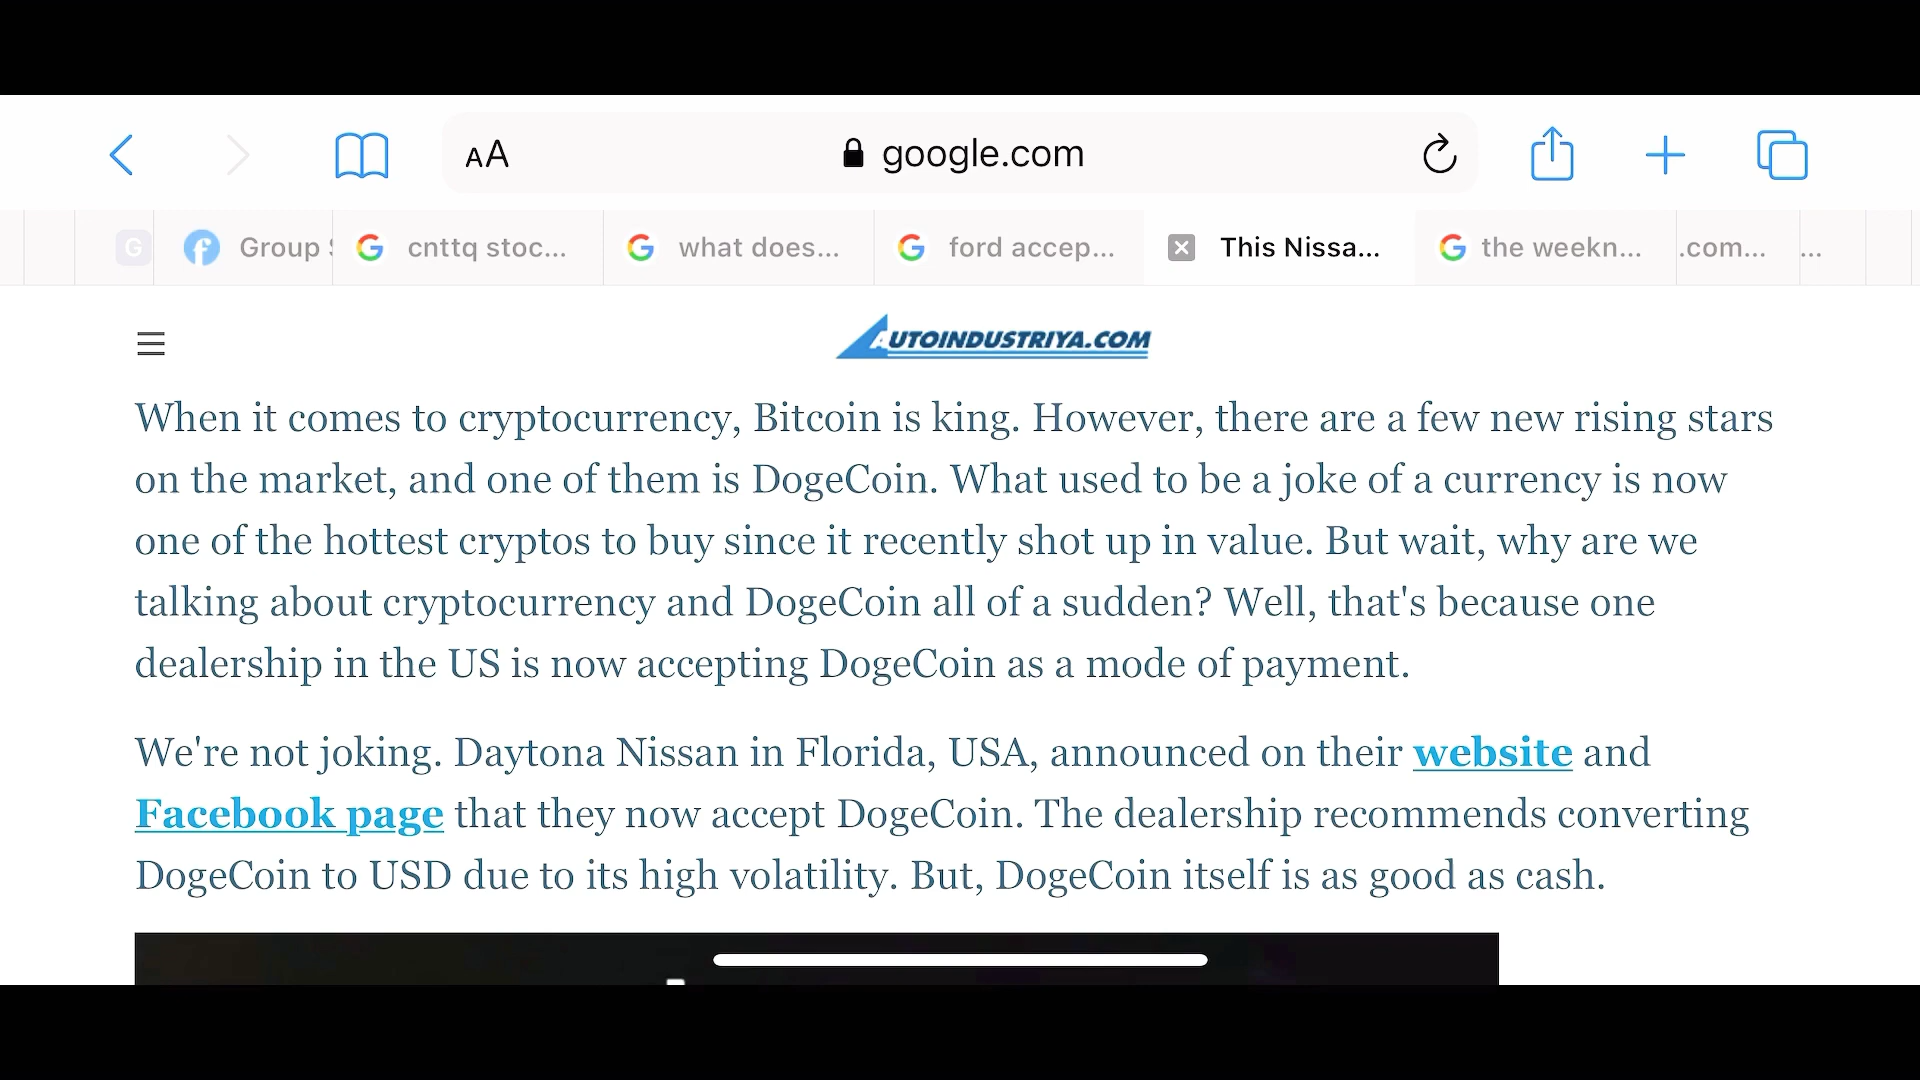 AA google.com
G Group cnttq stoc... what does... ford accep... This Nissa... the weekn... .com... ...
AUTOINDUSTRIYA.COM
When it comes to cryptocurrency, Bitcoin is king. However, there are a few new rising stars
on the market, and one of them is DogeCoin. What used to be a joke of a currency is now
one of the hottest cryptos to buy since it recently shot up in value. But wait, why are we
talking about cryptocurrency and DogeCoin all of a sudden? Well, that's because one
dealership in the US is now accepting DogeCoin as a mode of payment.
We're not joking. Daytona Nissan in Florida, USA, announced on their website and
Facebook page that they now accept DogeCoin. The dealership recommends converting
DogeCoin to USD due to its high volatility. But, DogeCoin itself is as good as cash.